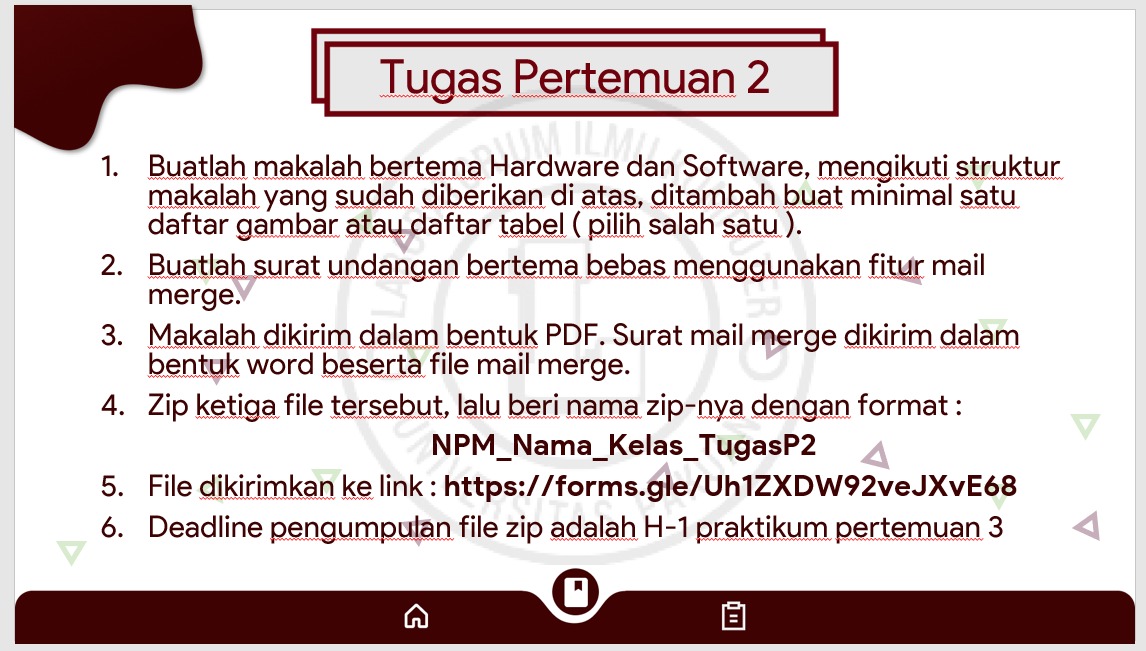 Tugas Pertemuan 2
1. Buatlah makalah bertema Hardware dan Software, mengikuti struktur
makalah yang sudah diberikan di atas, ditambah buat minimal satu
daftar gambar atau daftar tabel ( pilih salah satu ).
2. Buatlah surat undangan bertema bebas menggunakan fitur mail
merge.
3. Makalah dikirim dalam bentuk PDF. Surat mail merge dikirim dalam
bentuk word beserta file mail merge.
4. Zip ketiga file tersebut, lalu beri nama zip-nya dengan format :
NPM_Nama_Kelas_TugasP2
5. File dikirimkan ke link : https://forms.gle/Uh1ZXDW92veJXvE68
6. Deadline pengumpulan file zip adalah H-1 praktikum pertemuan 3